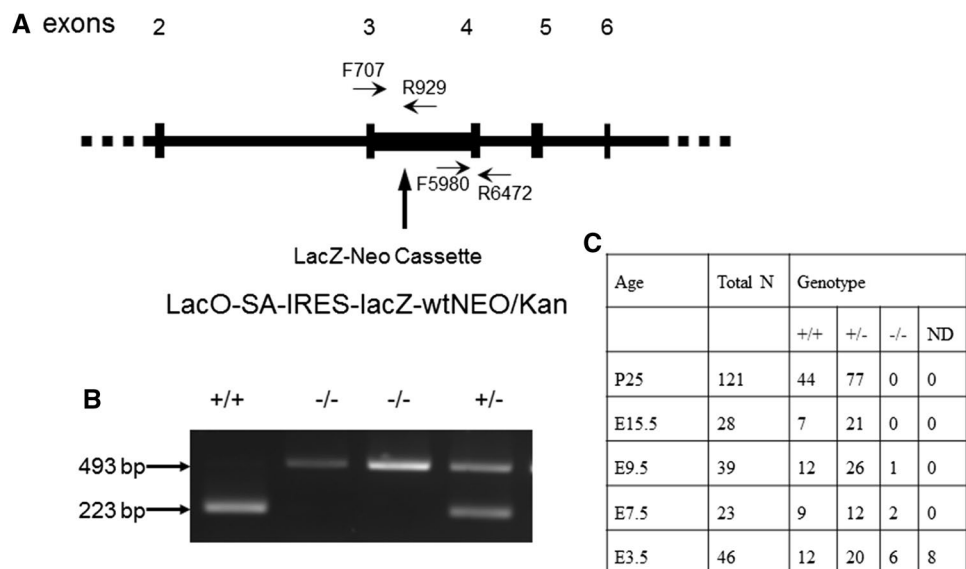 A exons 2 3 4 5 6
F707
R929
F5980
R6472
LacZ-Neo Cassette
LacO-SA-IRES-lacZ-wtNEO/Kan
B +/+ -/- -/- +/-
493 bp
223 bp
C
Age Total N Genotype
+/+ +/- -/- ND
P25 121 44 77 0 0
E15.5 28 7 21 0 0
E9.5 39 12 26 1 0
E7.5 23 9 12 2 0
E3.5 46 12 20 6 8